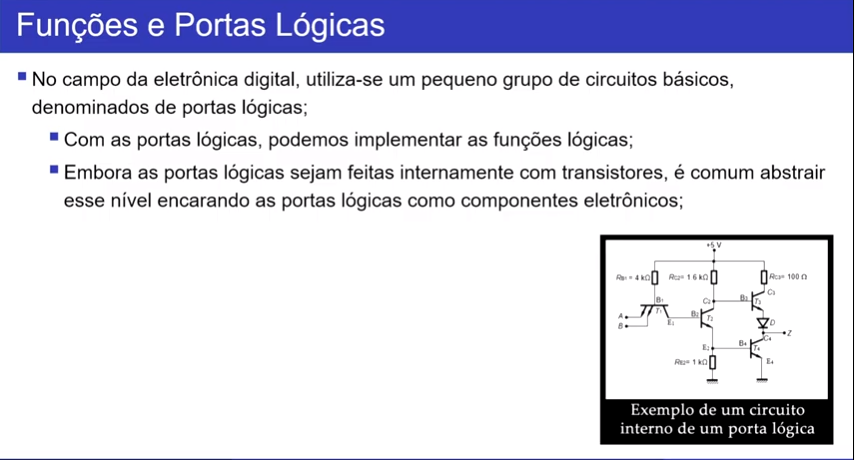 Funções e Portas Lógicas
No campo da eletrônica digital, utiliza-se um pequeno grupo de circuitos básicos,
denominados de portas lógicas;
Com as portas lógicas, podemos implementar as funções lógicas;
Embora as portas lógicas sejam feitas internamente com transistores, é comum abstrair
esse nível encarando as portas lógicas como componentes eletrônicos;
+5 V
RB1 = 4 kΩ RC2= 1 6 kΩ RC3= 100 Ω
B1 C2 B3 C3
T1 T3
A
B E1 B2 T2 D
Z
E2 B4 C4
T4
RE2= 1 kΩ E4
Exemplo de um circuito
interno de um porta lógica